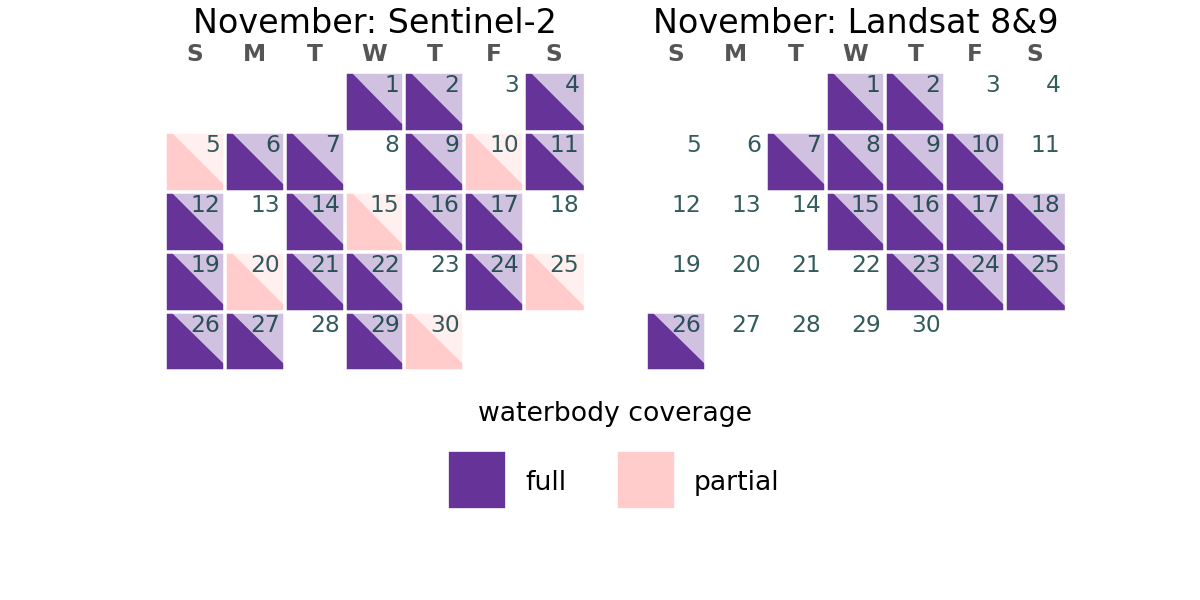 November: Sentinel-2
S M T W T F S
1 2 3 4
5 6 7 8 9 10 11
12 13 14 15 16 17 18
19 20 21 22 23 24 25
26 27 28 29 30
November: Landsat 8&9
S M T W T F S
1 2 3 4
5 6 7 8 9 10 11
12 13 14 15 16 17 18
19 20 21 22 23 24 25
26 27 28 29 30
waterbody coverage
full partial